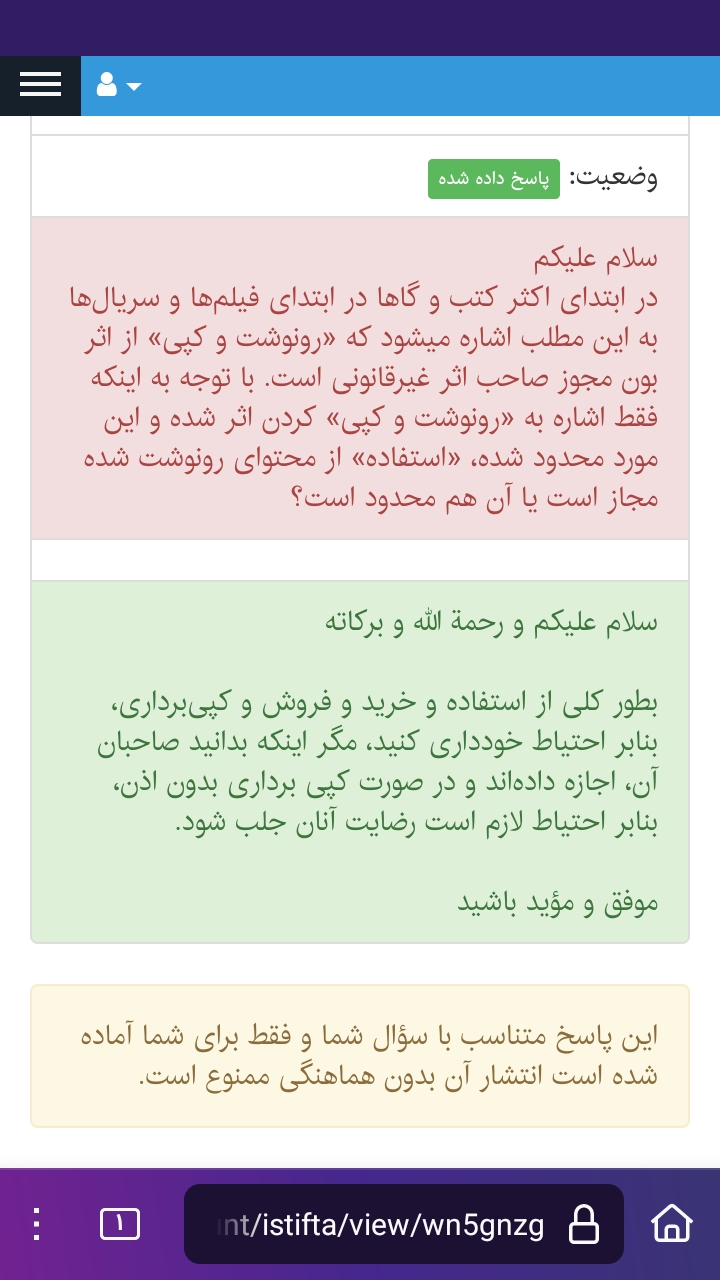 وضعیت: پاسخ داده شده
سلام علیکم
در ابتدای اکثر کتب و گاها در ابتدای فیلم‌ها و سریال‌ها
به این مطلب اشاره میشود که «رونوشت و کپی» از اثر
بون مجوز صاحب اثر غیرقانونی است. با توجه به اینکه
فقط اشاره به «رونوشت و کپی» کردن اثر شده و این
مورد محدود شده، «استفاده» از محتوای رونوشت شده
مجاز است یا آن هم محدود است؟
سلام علیکم و رحمة الله و برکاته
بطور کلی از استفاده و خرید و فروش و کپی‌برداری،
بنابر احتیاط خودداری کنید، مگر اینکه بدانید صاحبان
آن، اجازه داده‌اند و در صورت کپی برداری بدون اذن،
بنابر احتیاط لازم است رضایت آنان جلب شود.
موفق و مؤید باشید
این پاسخ متناسب با سؤال شما و فقط برای شما آماده
شده است انتشار آن بدون هماهنگی ممنوع است.
۱
nt/istifta/view/wn5gnzg